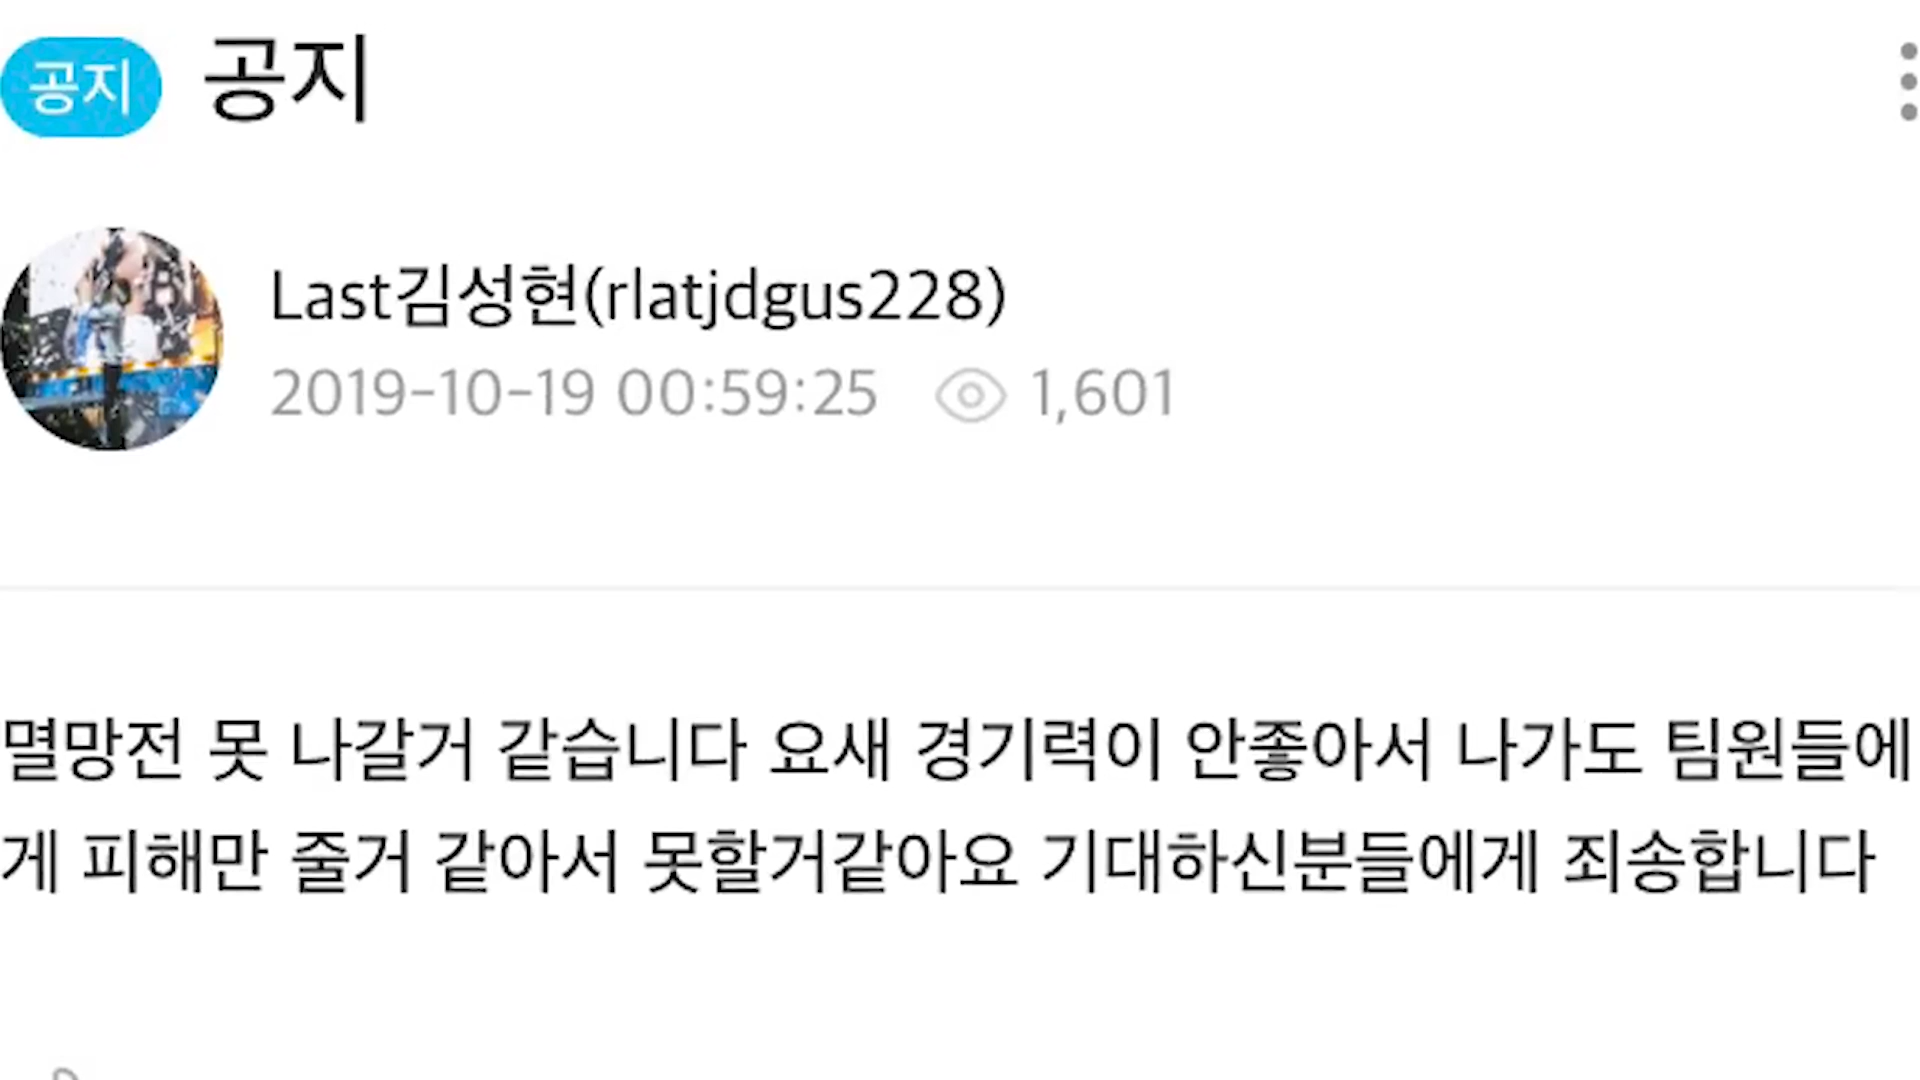 공지 공지
Last김성현(rlatjdgus228)
2019-10-19 00:59:25 1,601
멸망전 못 나갈거 같습니다 요새 경기력이 안좋아서 나가도 팀원들에
게 피해만 줄거 같아서 못할거같아요 기대하신분들에게 죄송합니다